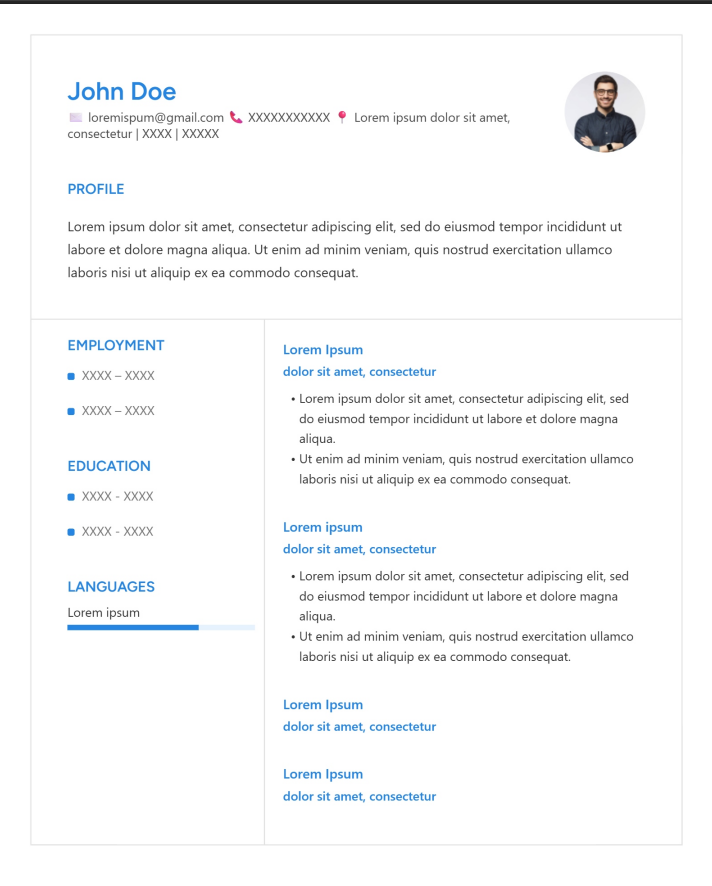 John Doe
loremispum@gmail.com XXXXXXXXXXX Lorem ipsum dolor sit amet,
consectetur | XXXX | XXXXX
PROFILE
Lorem ipsum dolor sit amet, consectetur adipiscing elit, sed do eiusmod tempor incididunt ut
labore et dolore magna aliqua. Ut enim ad minim veniam, quis nostrud exercitation ullamco
laboris nisi ut aliquip ex ea commodo consequat.
EMPLOYMENT
XXXX – XXXX
XXXX – XXXX
EDUCATION
XXXX - XXXX
XXXX - XXXX
LANGUAGES
Lorem ipsum
Lorem Ipsum
dolor sit amet, consectetur
• Lorem ipsum dolor sit amet, consectetur adipiscing elit, sed
do eiusmod tempor incididunt ut labore et dolore magna
aliqua.
• Ut enim ad minim veniam, quis nostrud exercitation ullamco
laboris nisi ut aliquip ex ea commodo consequat.
Lorem ipsum
dolor sit amet, consectetur
• Lorem ipsum dolor sit amet, consectetur adipiscing elit, sed
do eiusmod tempor incididunt ut labore et dolore magna
aliqua.
• Ut enim ad minim veniam, quis nostrud exercitation ullamco
laboris nisi ut aliquip ex ea commodo consequat.
Lorem Ipsum
dolor sit amet, consectetur
Lorem Ipsum
dolor sit amet, consectetur